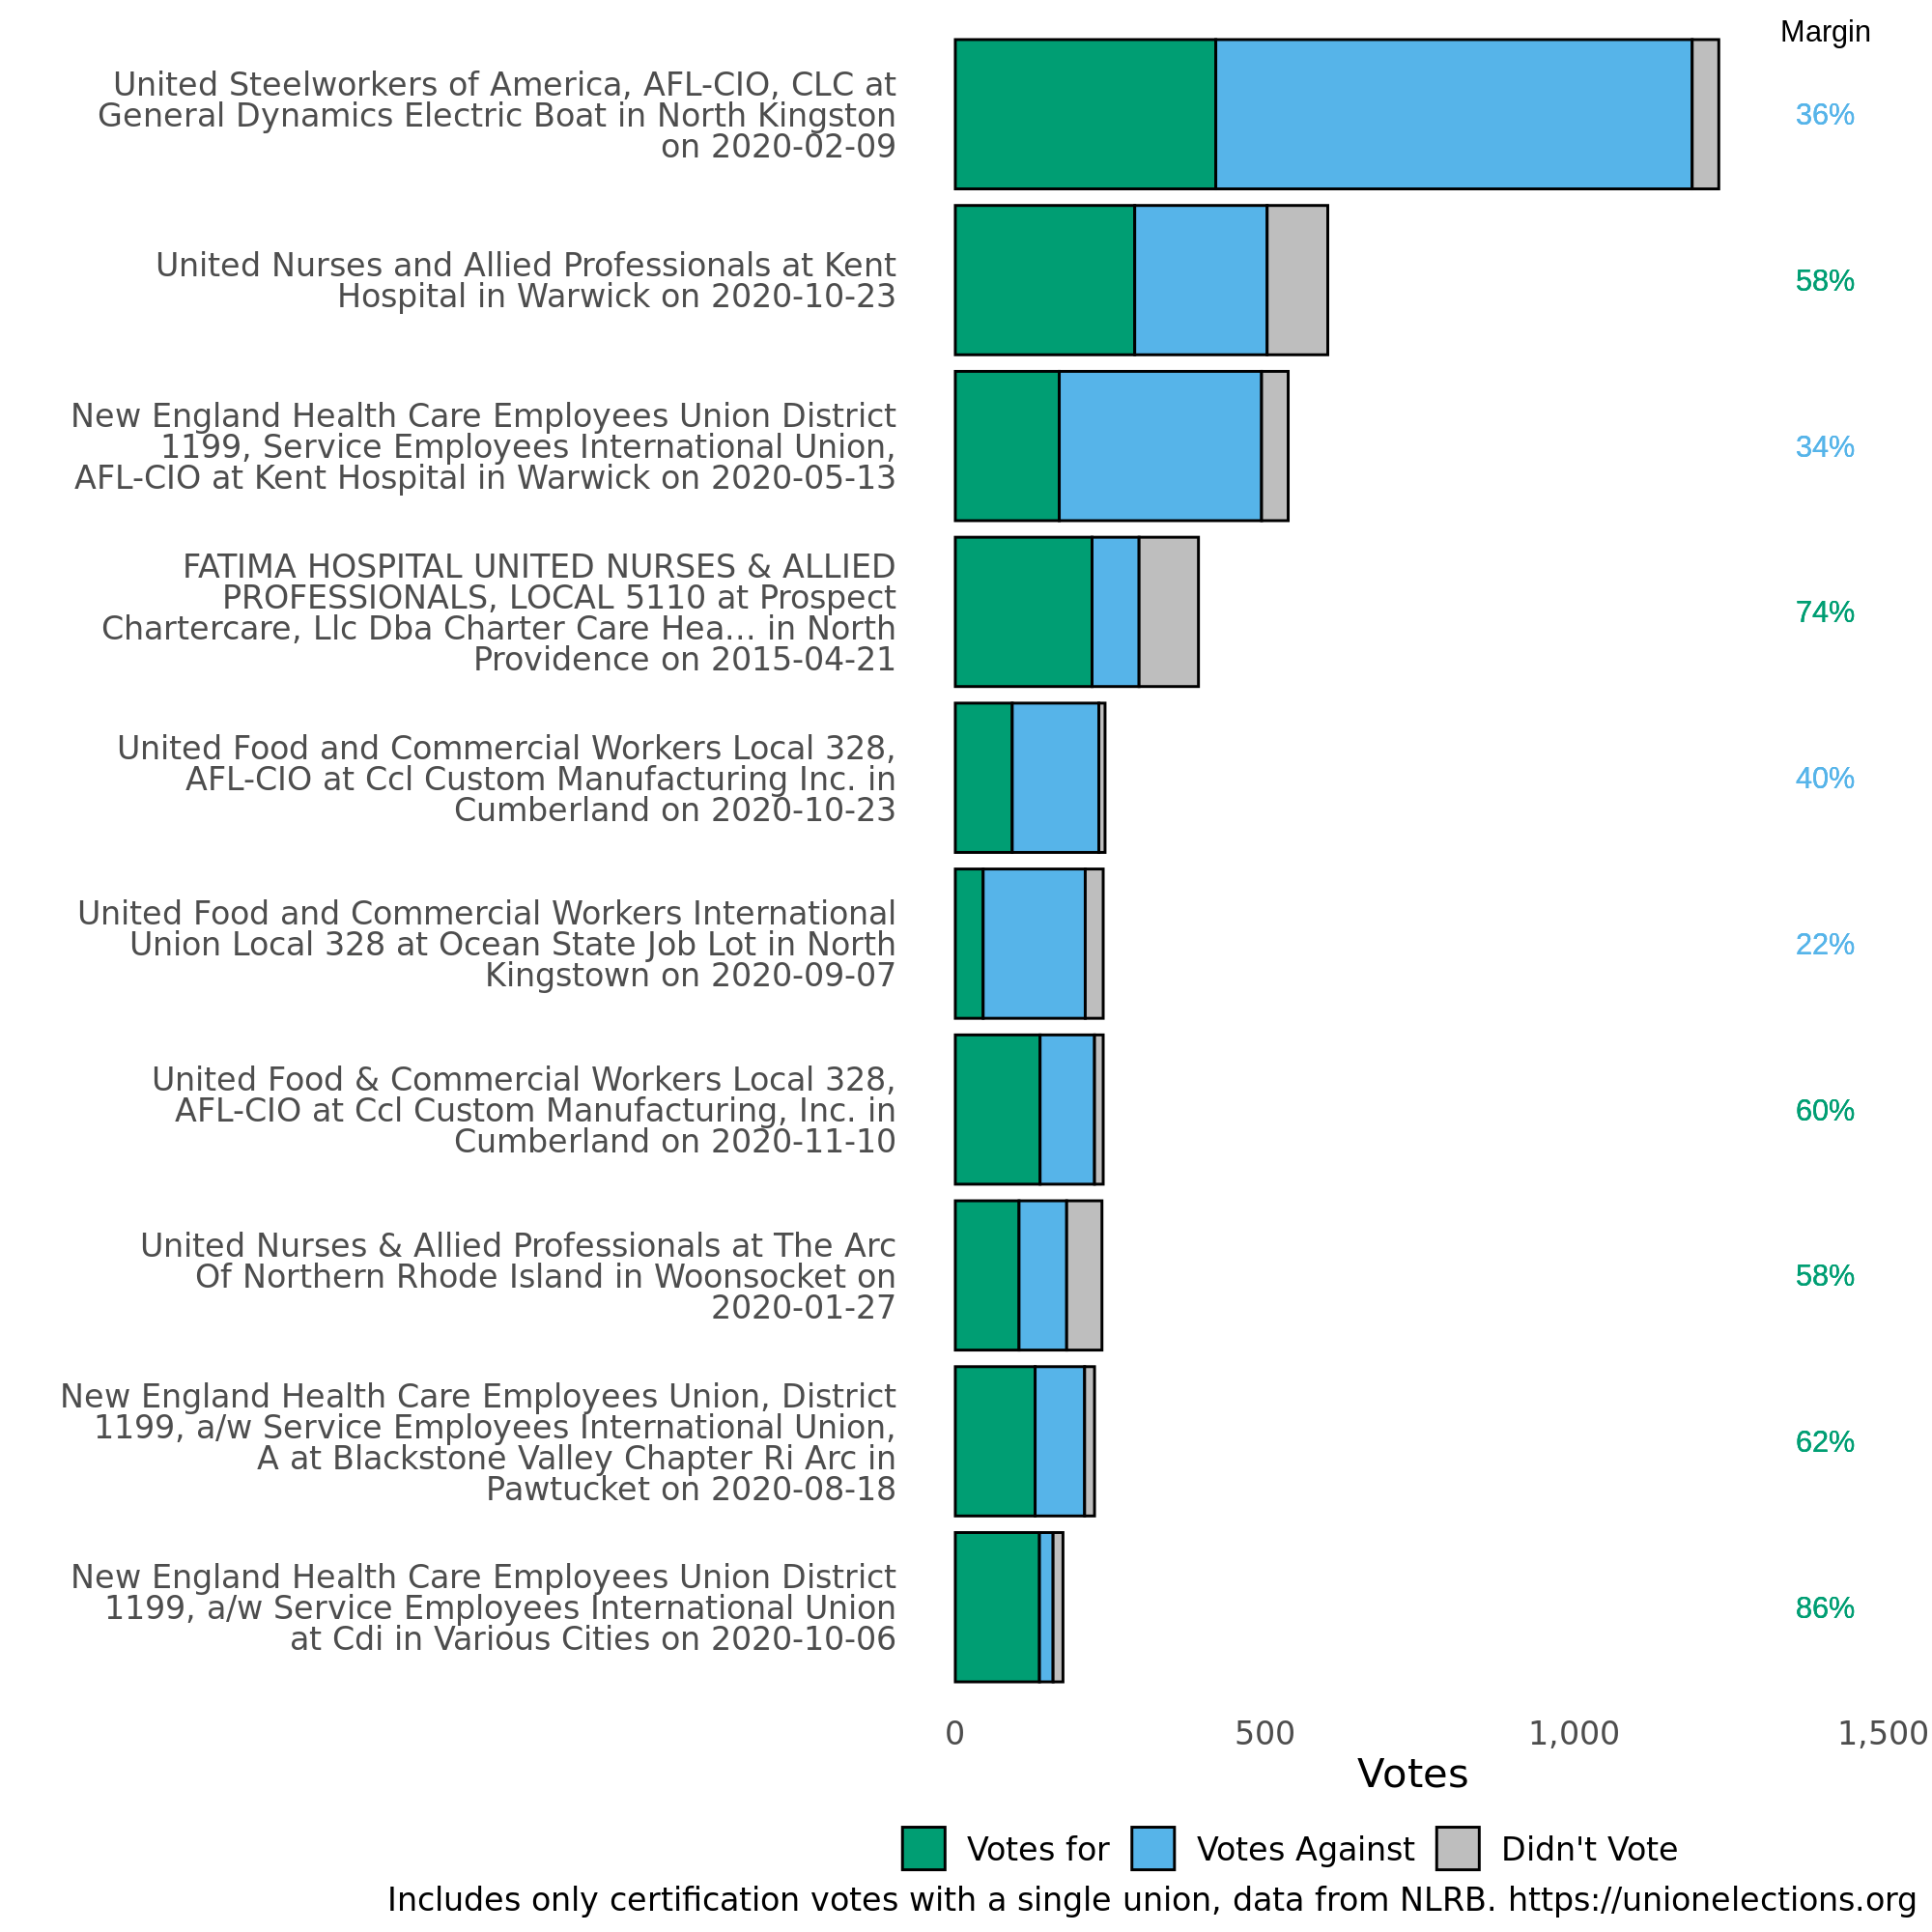 Margin
United Steelworkers of America, AFL-CIO, CLC at
General Dynamics Electric Boat in North Kingston
on 2020-02-09
36%
United Nurses and Allied Professionals at Kent
Hospital in Warwick on 2020-10-23
58%
New England Health Care Employees Union District
1199, Service Employees International Union,
AFL-CIO at Kent Hospital in Warwick on 2020-05-13
34%
FATIMA HOSPITAL UNITED NURSES & ALLIED
PROFESSIONALS, LOCAL 5110 at Prospect
Chartercare, Llc Dba Charter Care Hea... in North
Providence on 2015-04-21
74%
United Food and Commercial Workers Local 328,
AFL-CIO at Ccl Custom Manufacturing Inc. in
Cumberland on 2020-10-23
40%
United Food and Commercial Workers International
Union Local 328 at Ocean State Job Lot in North
Kingstown on 2020-09-07
22%
United Food & Commercial Workers Local 328,
AFL-CIO at Ccl Custom Manufacturing, Inc. in
Cumberland on 2020-11-10
60%
United Nurses & Allied Professionals at The Arc
Of Northern Rhode Island in Woonsocket on
2020-01-27
58%
New England Health Care Employees Union, District
1199, a/w Service Employees International Union,
A at Blackstone Valley Chapter Ri Arc in
Pawtucket on 2020-08-18
62%
New England Health Care Employees Union District
1199, a/w Service Employees International Union
at Cdi in Various Cities on 2020-10-06
86%
0 500 1,000 1,500
Votes
Votes for Votes Against Didn't Vote
Includes only certification votes with a single union, data from NLRB. https://unionelections.org